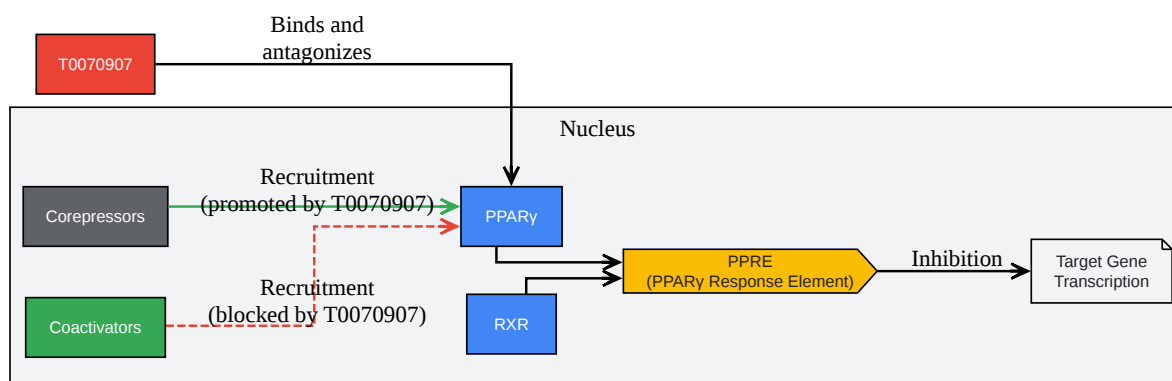 Binds and
antagonizes
T0070907
Nucleus
Recruitment
(promoted by T0070907)
Corepressors
PPARγ
PPRE
(PPARγ Response Element)
Inhibition
Target Gene
Transcription
Recruitment
(blocked by T0070907)
Coactivators
RXR